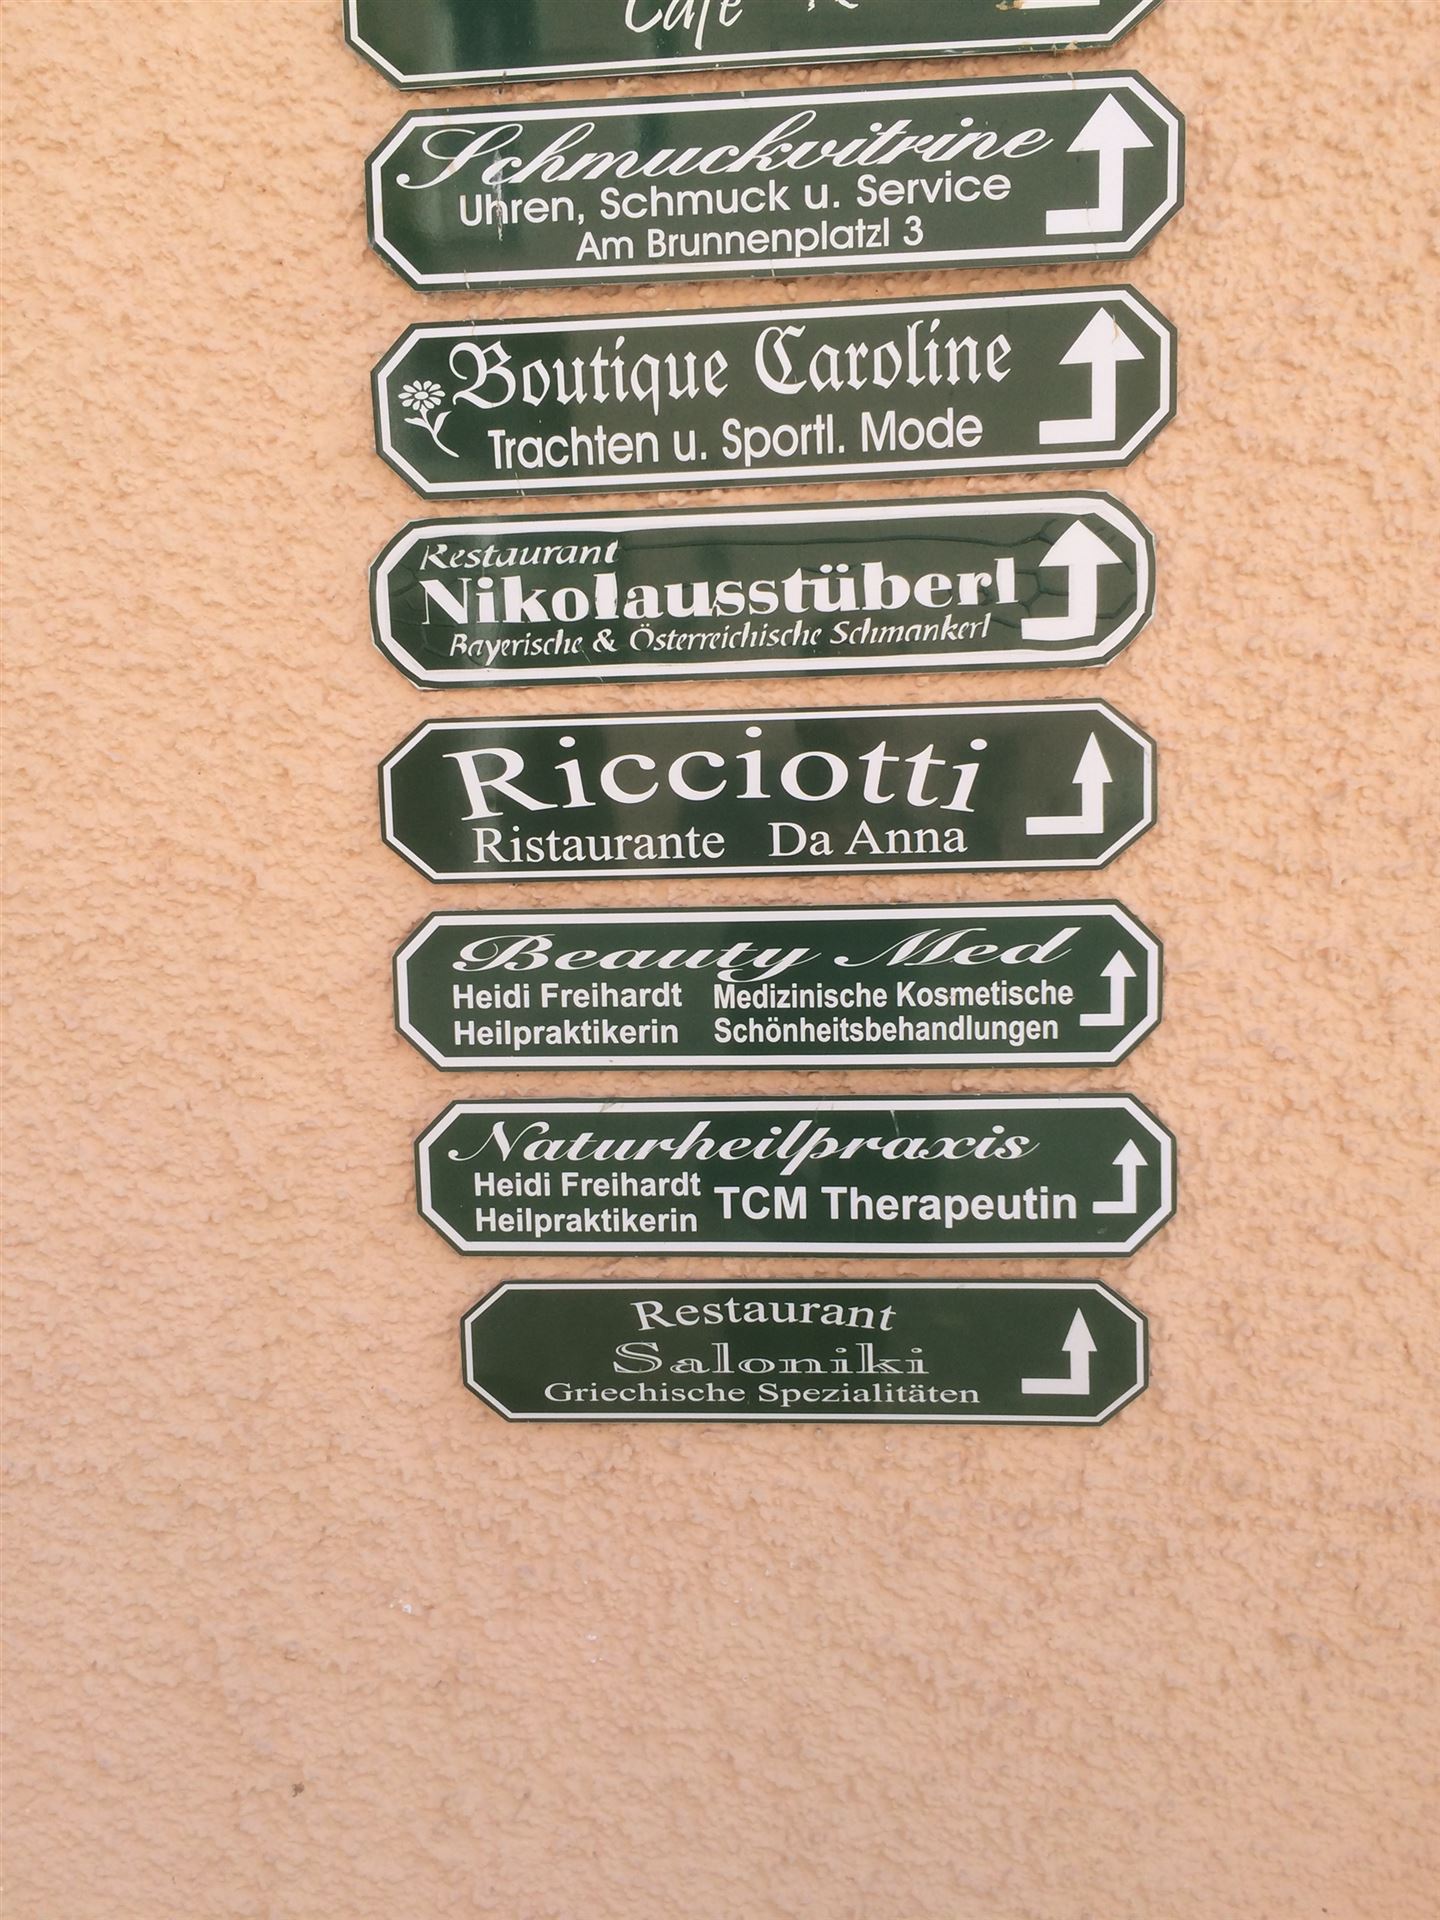 Café
Schmuckvitrine
Uhren, Schmuck u. Service
Am Brunnenplatzl 3
Boutique Caroline
Trachten u. Sportl. Mode
Restaurant
Nikolausstüberl
Bayerische & Österreichische Schmankerl
Ricciotti
Ristaurante Da Anna
Beauty Med
Heidi Freihardt Medizinische Kosmetische
Heilpraktikerin Schönheitsbehandlungen
Naturheilpraxis
Heidi Freihardt
Heilpraktikerin
TCM Therapeutin
Restaurant
Saloniki
Griechische Spezialitäten